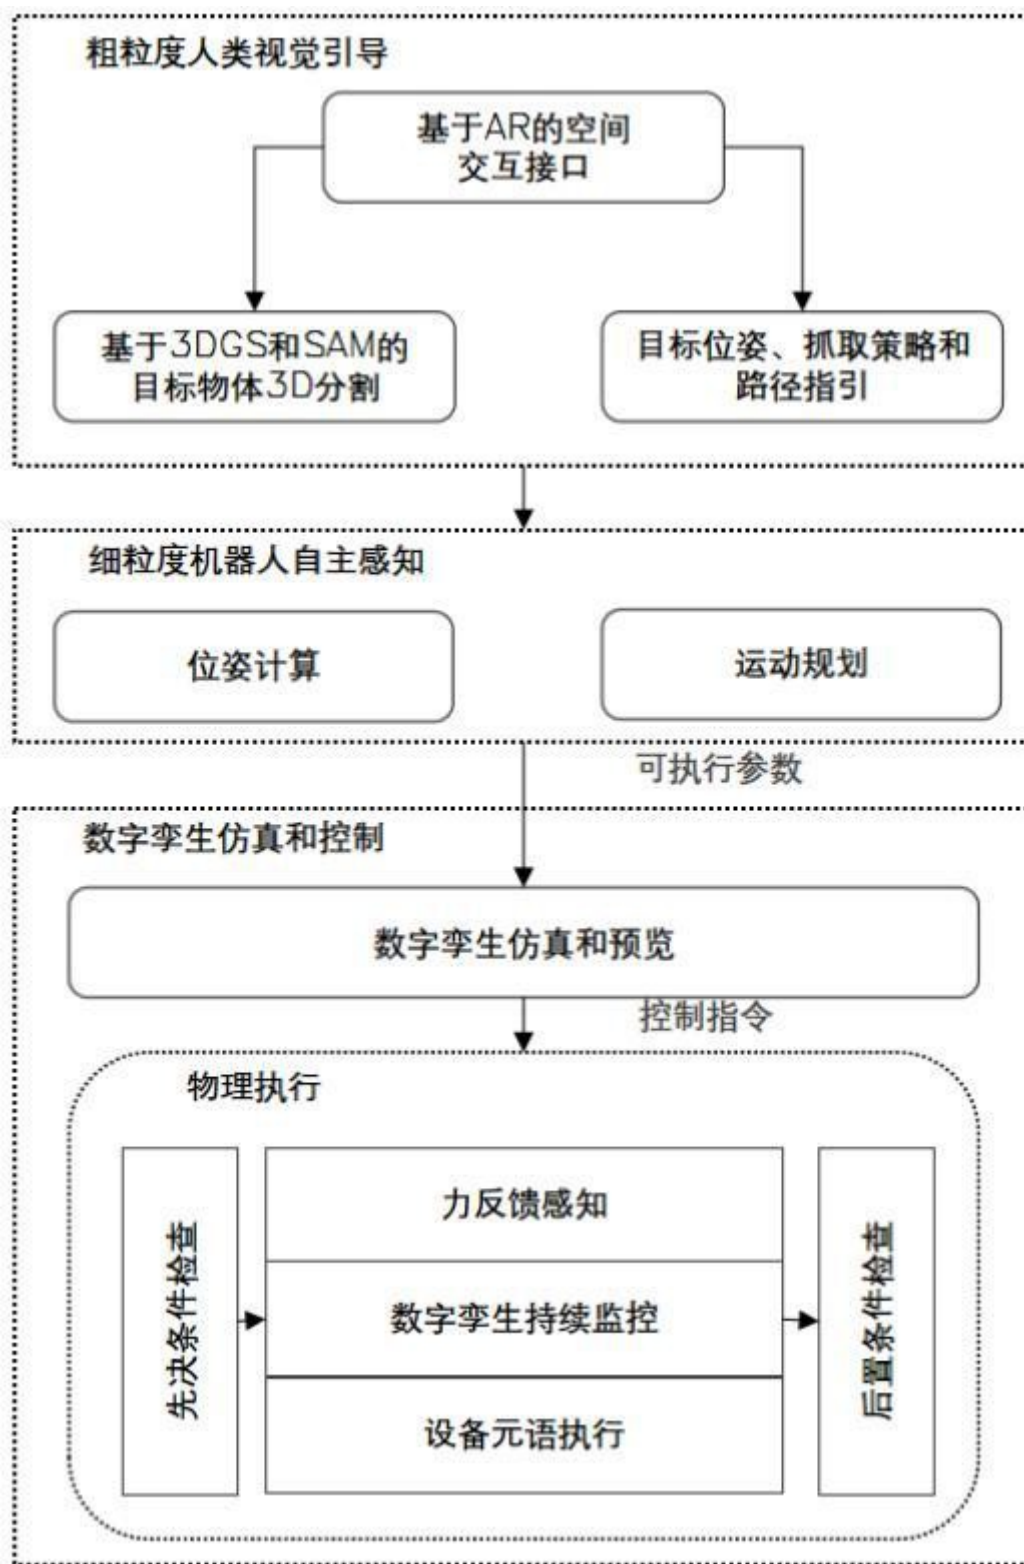 粗粒度人类视觉引导
基于AR的空间
交互接口
基于3DGS和SAM的
目标物体3D分割
目标位姿、抓取策略和
路径指引
细粒度机器人自主感知
位姿计算
运动规划
可执行参数
数字孪生仿真和控制
数字孪生仿真和预览
控制指令
物理执行
先决条件检查
力反馈感知
数字孪生持续监控
设备元语执行
后置条件检查